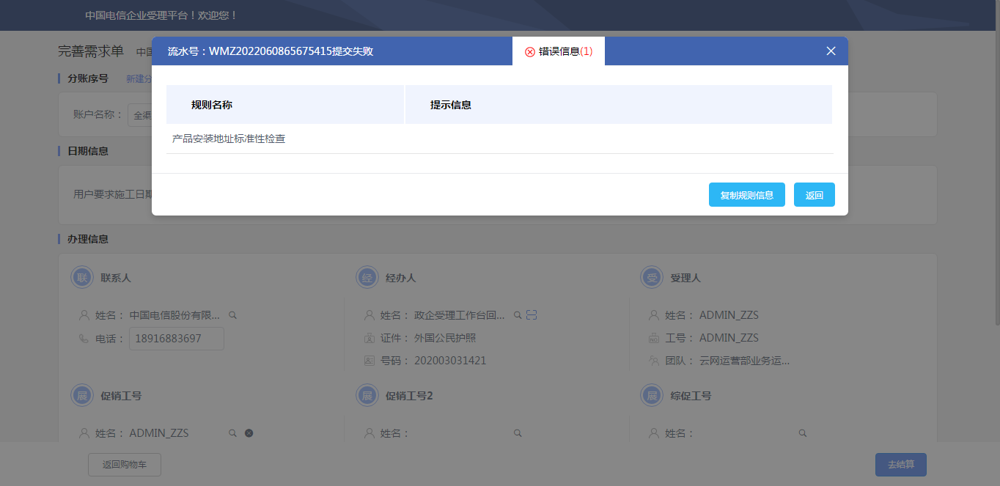 中国电信企业受理平台！欢迎您！
完善需求单 中国
流水号：WMZ2022060865675415提交失败
错误信息(1)
分账序号 新建分
规则名称 提示信息
账户名称： 全渠
产品安装地址标准性检查
日期信息
用户要求施工日期
复制规则信息 返回
办理信息
联 联系人 经 经办人 受 受理人
姓名： 中国电信股份有限... 姓名： 政企受理工作台回... 姓名： ADMIN_ZZS
电话： 18916883697 证件： 外国公民护照 工号： ADMIN_ZZS
号码： 202003031421 团队： 云网运营部业务运...
展 促销工号 展 促销工号2 展 综促工号
姓名： ADMIN_ZZS 姓名： 姓名：
返回购物车 去结算